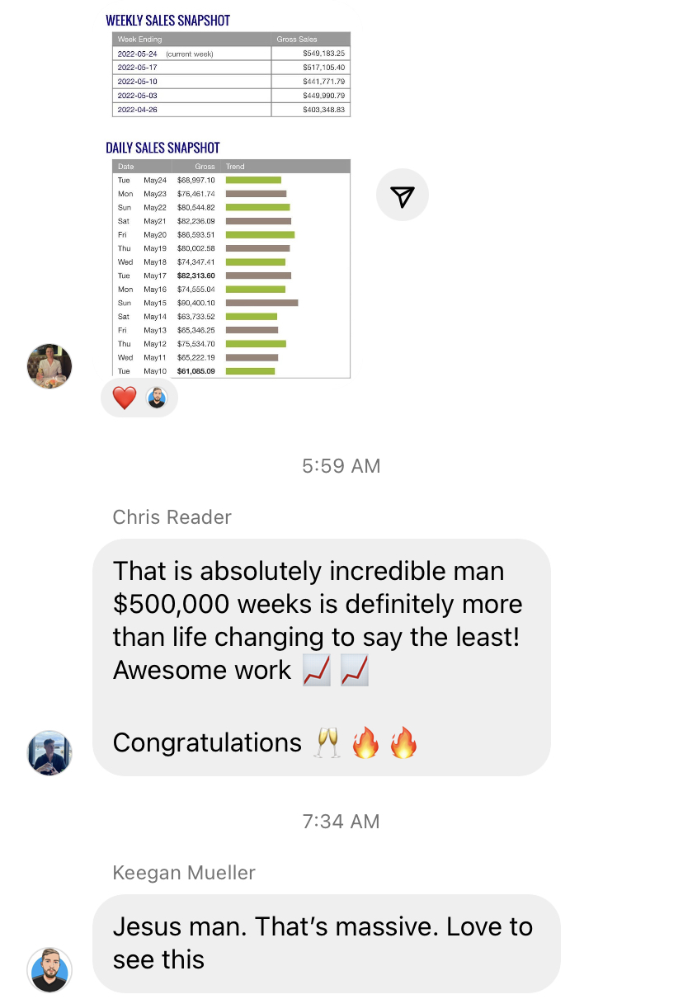 WEEKLY SALES SNAPSHOT
Week Ending Gross Sales
2022-05-24 (current week) $549,183.25
2022-05-17 $517,105.40
2022-05-10 $441,771.79
2022-05-03 $449,990.79
2022-04-26 $403,348.83
DAILY SALES SNAPSHOT
Date Gross Trend
Tue May24 $68,997.10
Mon May23 $76,461.74
Sun May22 $80,544.82
Sat May21 $82,236.09
Fri May20 $86,593.51
Thu May19 $80,002.58
Wed May18 $74,347.41
Tue May17 $82,313.60
Mon May16 $74,555.04
Sun May15 $90,400.10
Sat May14 $63,733.52
Fri May13 $65,346.25
Thu May12 $75,534.70
Wed May11 $65,222.19
Tue May10 $61,085.09
5:59 AM
Chris Reader
That is absolutely incredible man
$500,000 weeks is definitely more
than life changing to say the least!
Awesome work 📈 📈
Congratulations 🥂 🔥 🔥
7:34 AM
Keegan Mueller
Jesus man. That’s massive. Love to
see this